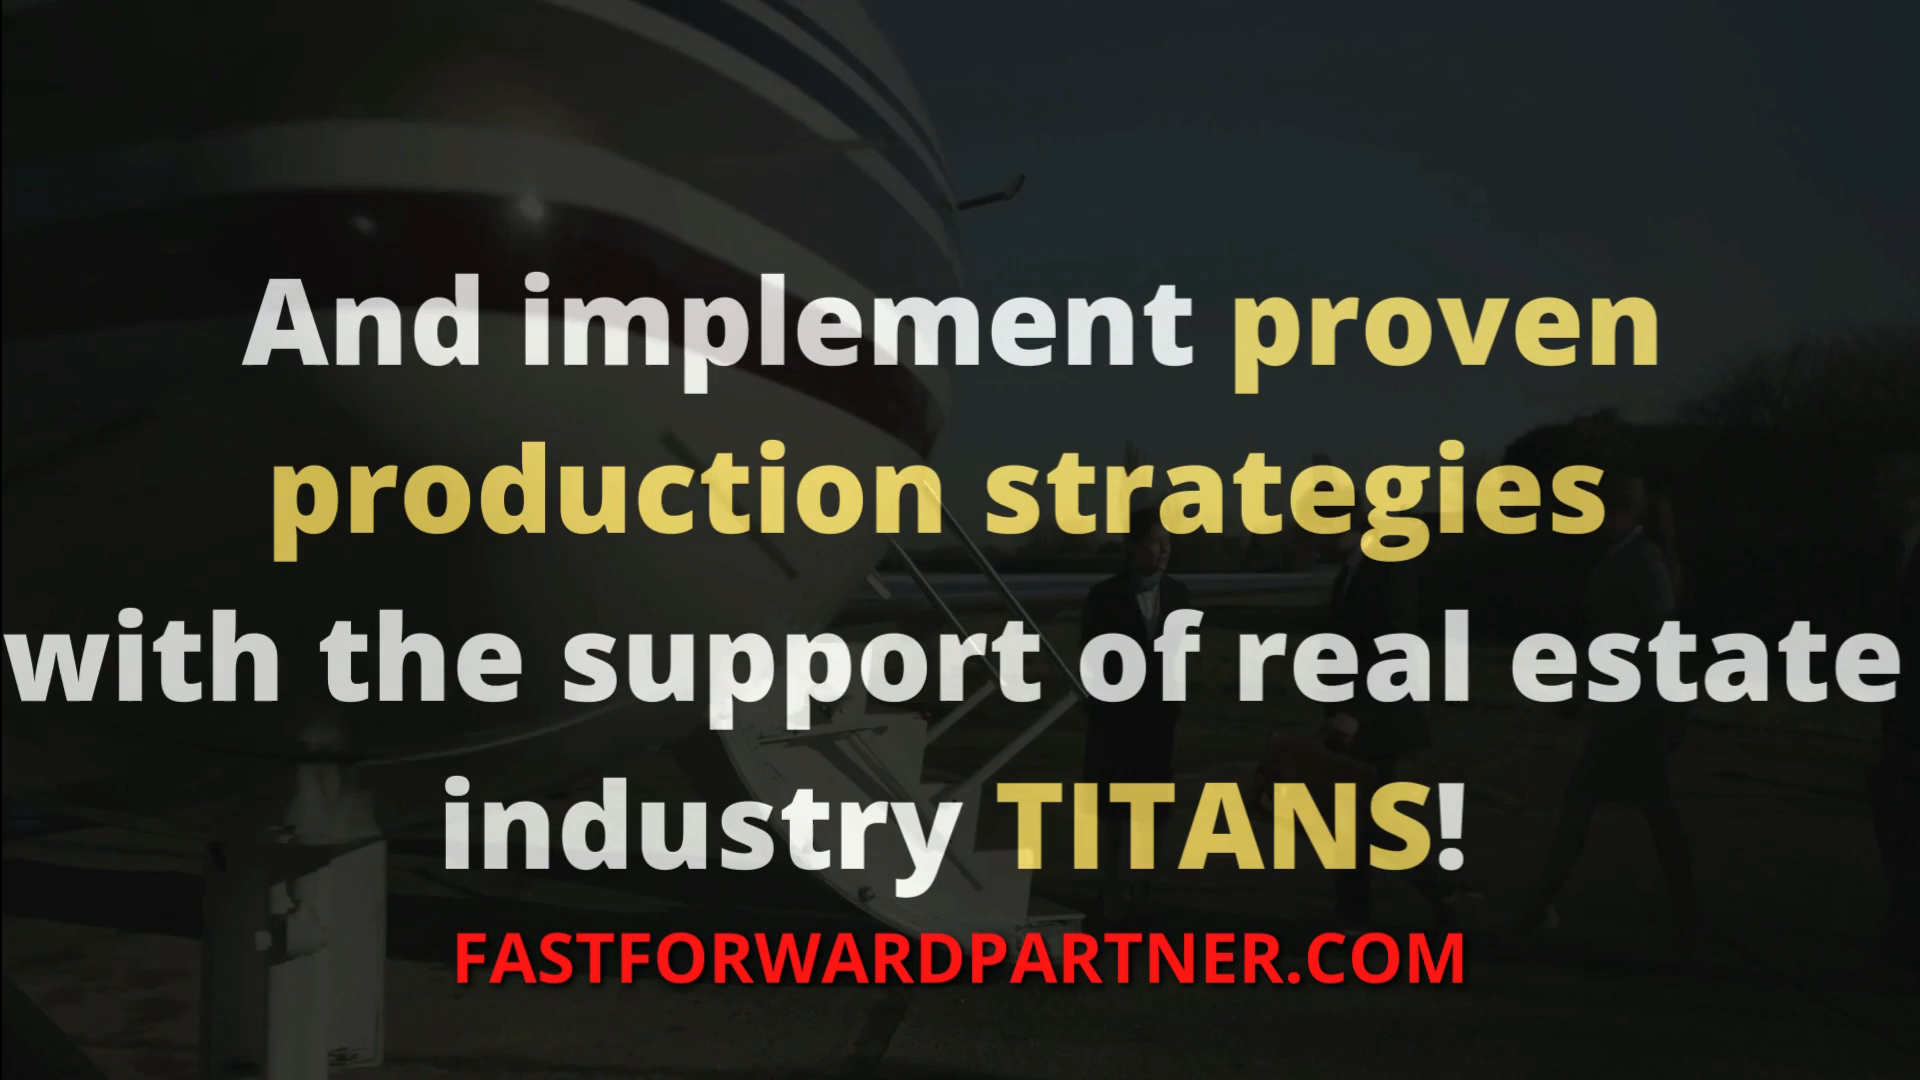 And implement proven
production strategies
with the support of real estate
industry TITANS!
FASTFORWARDPARTNER.COM